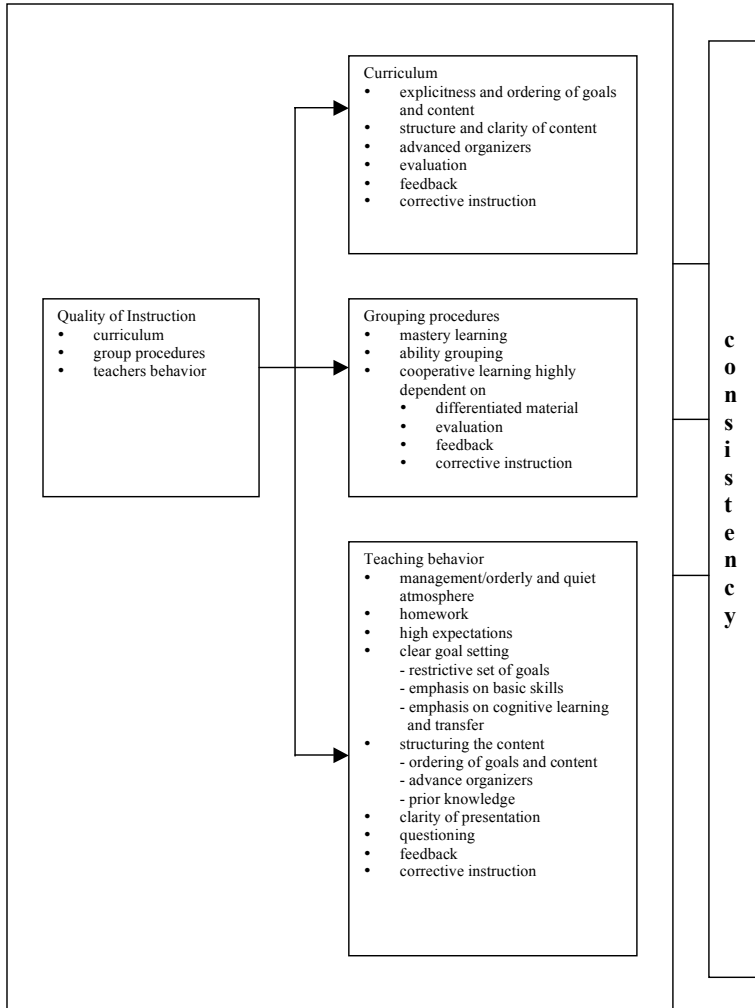 Curriculum
• explicitness and ordering of goals
and content
• structure and clarity of content
• advanced organizers
• evaluation
• feedback
• corrective instruction
Quality of Instruction
• curriculum
• group procedures
• teachers behavior
Grouping procedures
• mastery learning
• ability grouping
• cooperative learning highly
dependent on
• differentiated material
• evaluation
• feedback
• corrective instruction
Teaching behavior
• management/orderly and quiet
atmosphere
• homework
• high expectations
• clear goal setting
- restrictive set of goals
- emphasis on basic skills
- emphasis on cognitive learning
and transfer
• structuring the content
- ordering of goals and content
- advance organizers
- prior knowledge
• clarity of presentation
• questioning
• feedback
• corrective instruction
consistency